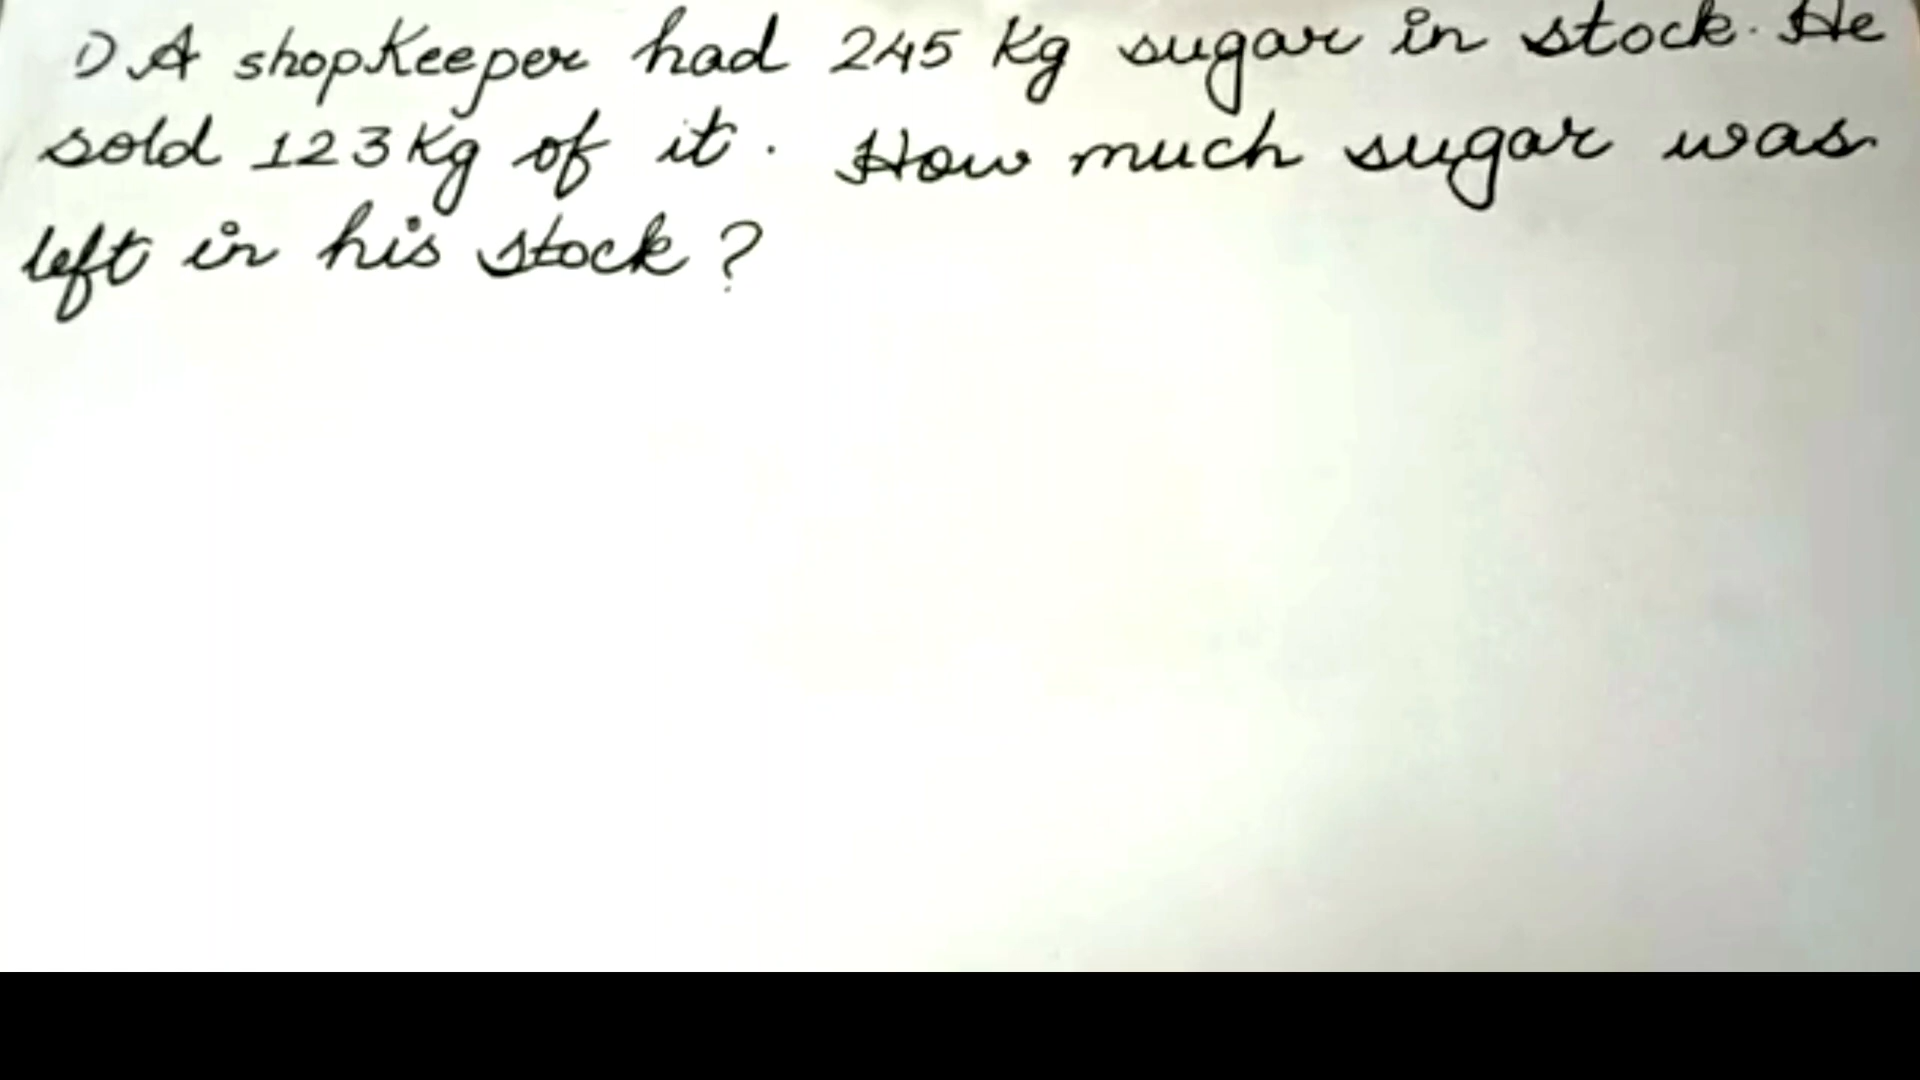 1) A shopkeeper had 245 kg sugar in stock. He
sold 123 kg of it. How much sugar was
left in his stock?